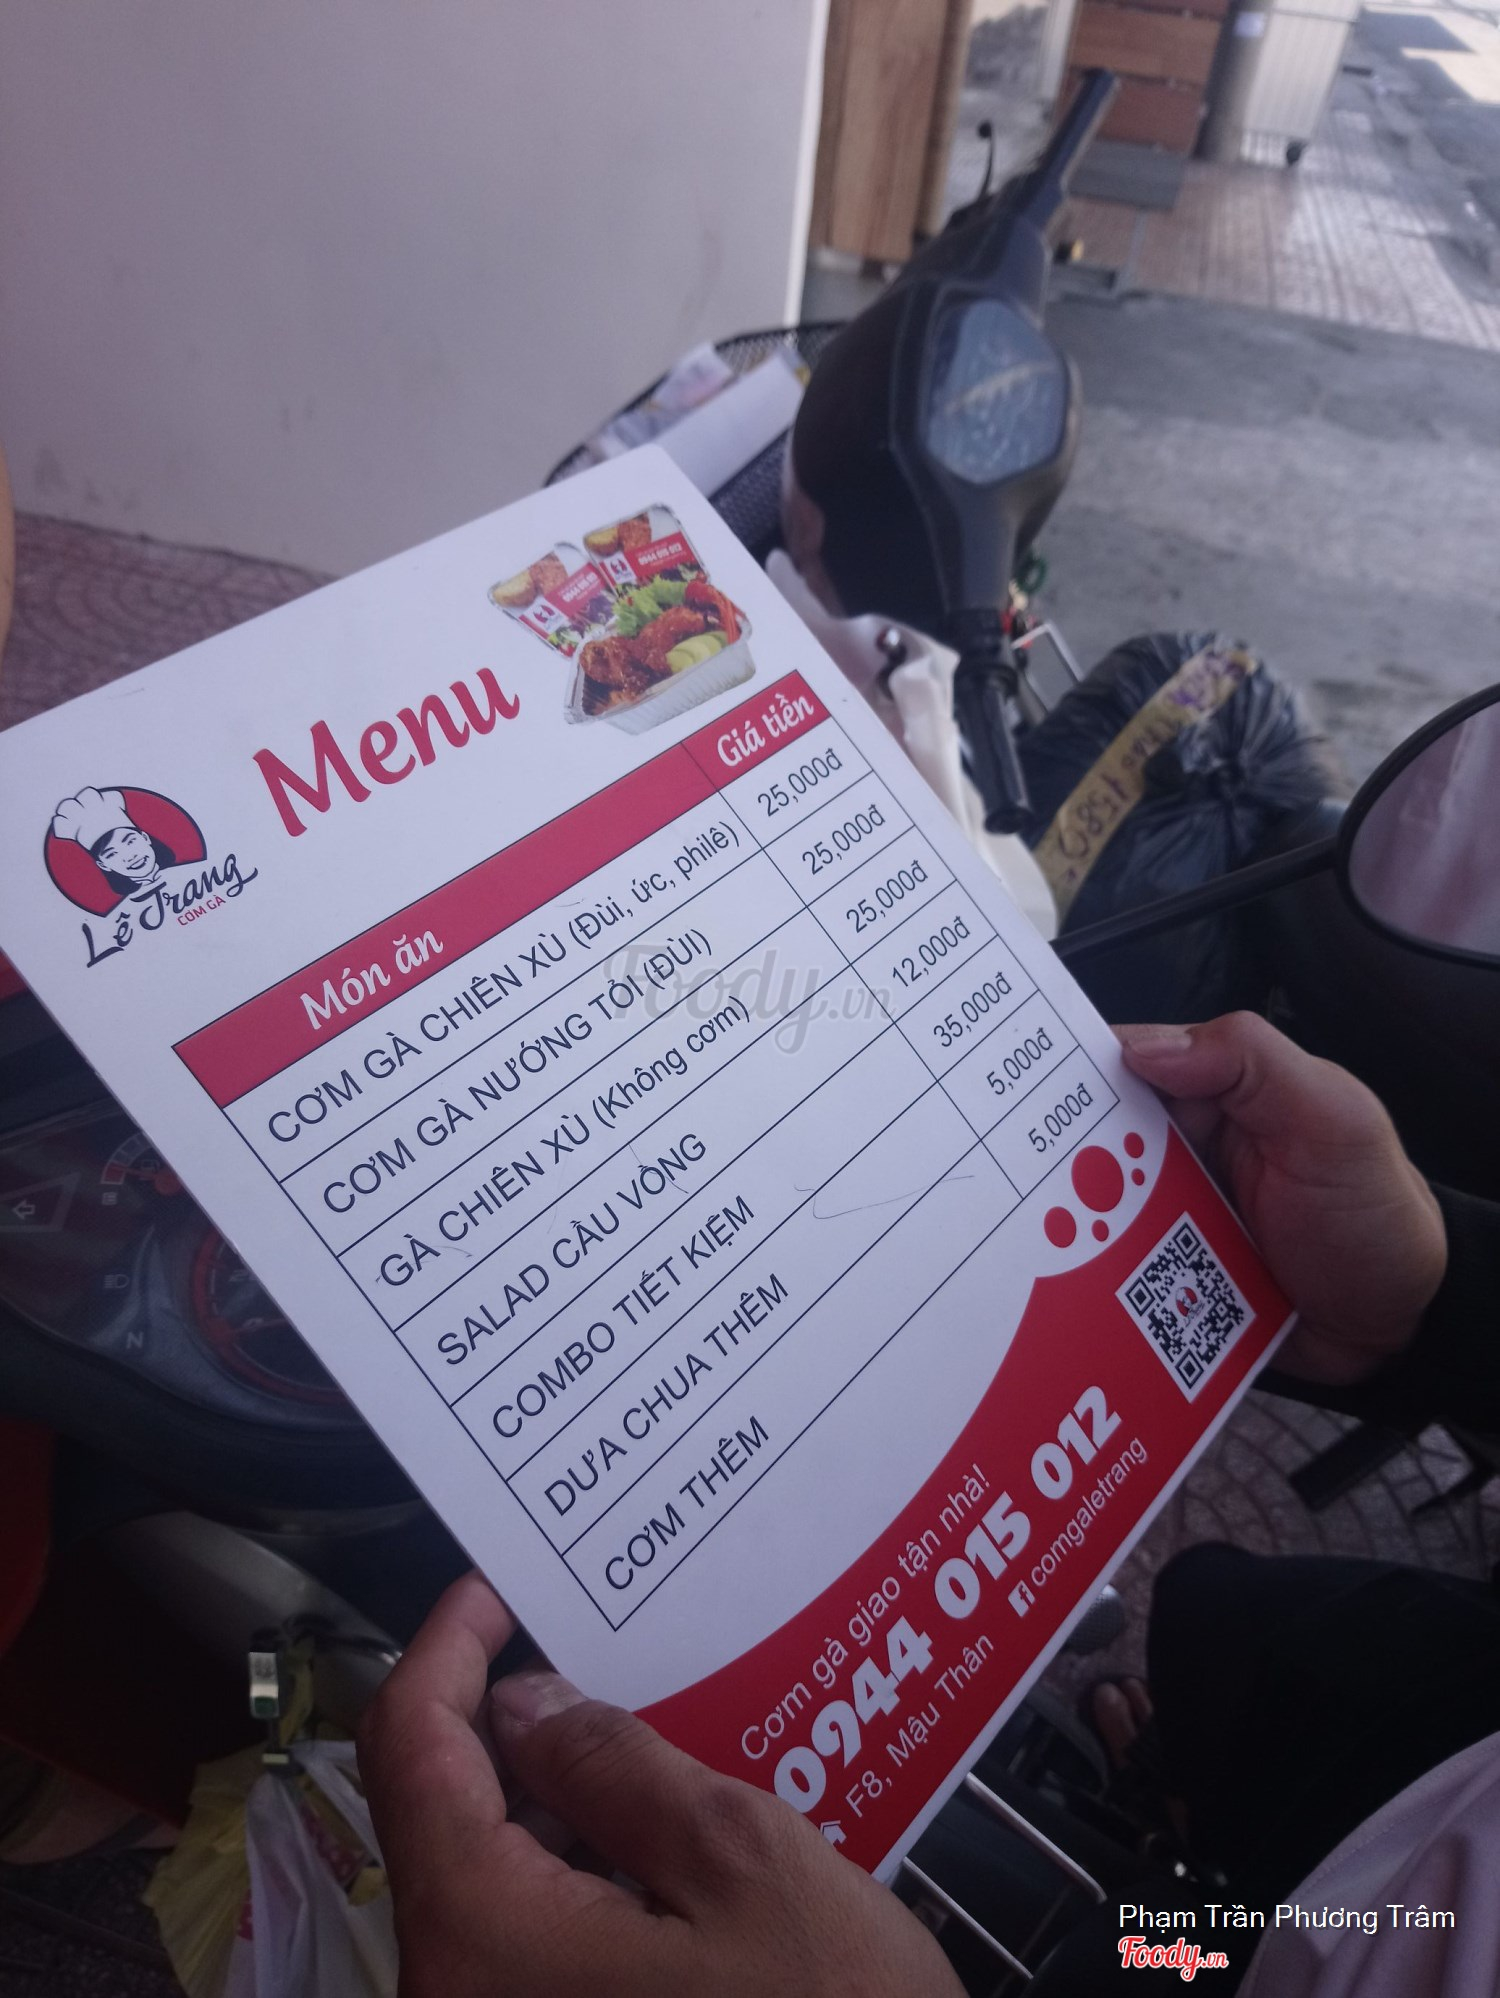 Menu
Lê Trang
CƠM GÀ
0944 015 012
Món ăn Giá tiền
CƠM GÀ CHIÊN XÙ (Đùi, ức, philê) 25,000đ
CƠM GÀ NƯỚNG TỎI (ĐÙI) 25,000đ
GÀ CHIÊN XÙ (Không cơm) 25,000đ
SALAD CẦU VỒNG 12,000đ
COMBO TIẾT KIỆM 35,000đ
DƯA CHUA THÊM 5,000đ
CƠM THÊM 5,000đ
Foody.vn
Cơm gà giao tận nhà!
0944 015 012
F8, Mậu Thân
comgaletrang
Phạm Trần Phương Trâm
Foody.vn